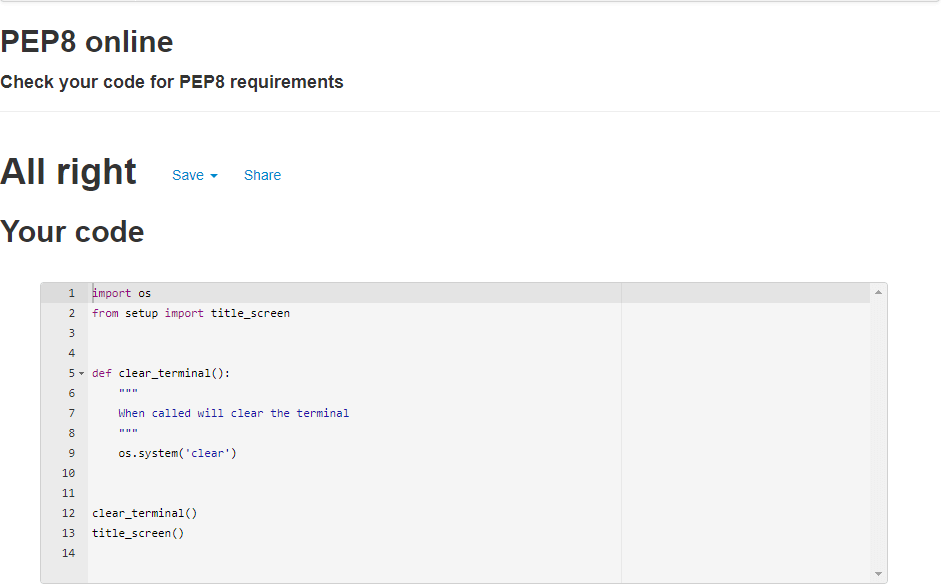 PEP8 online
Check your code for PEP8 requirements
All right Save Share
Your code
1 import os
2 from setup import title_screen
3
4
5 def clear_terminal():
6     """
7     When called will clear the terminal
8     """
9     os.system('clear')
10
11
12 clear_terminal()
13 title_screen()
14